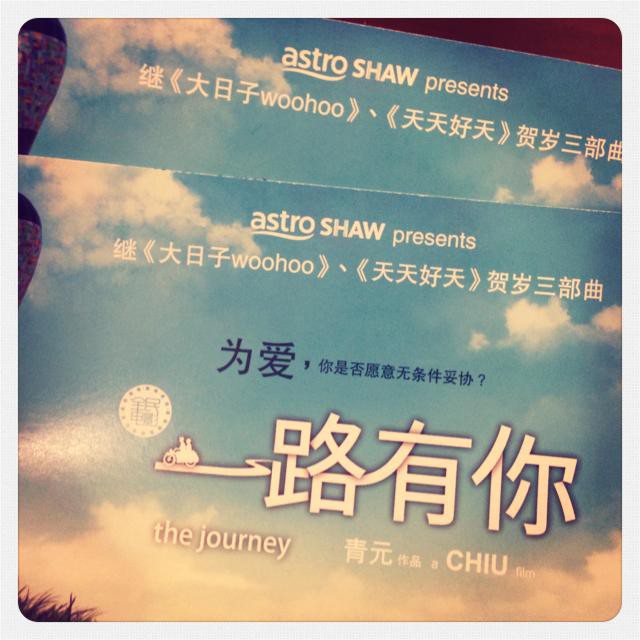 astro SHAW presents
继《大日子woohoo》、《天天好天》贺岁三部曲
astro SHAW presents
继《大日子woohoo》、《天天好天》贺岁三部曲
为爱，你是否愿意无条件妥协？
一路有你
the journey
青元 作品 a CHIU film